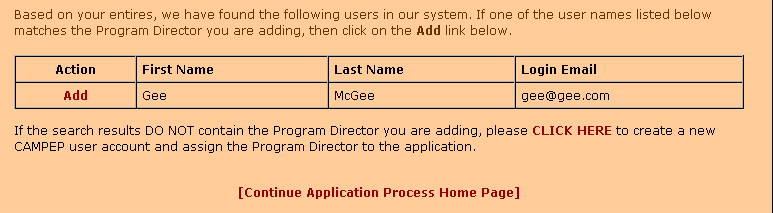 Based on your entires, we have found the following users in our system. If one of the user names listed below
matches the Program Director you are adding, then click on the Add link below.
Action First Name Last Name Login Email
Add Gee McGee gee@gee.com
If the search results DO NOT contain the Program Director you are adding, please CLICK HERE to create a new
CAMPEP user account and assign the Program Director to the application.
[Continue Application Process Home Page]